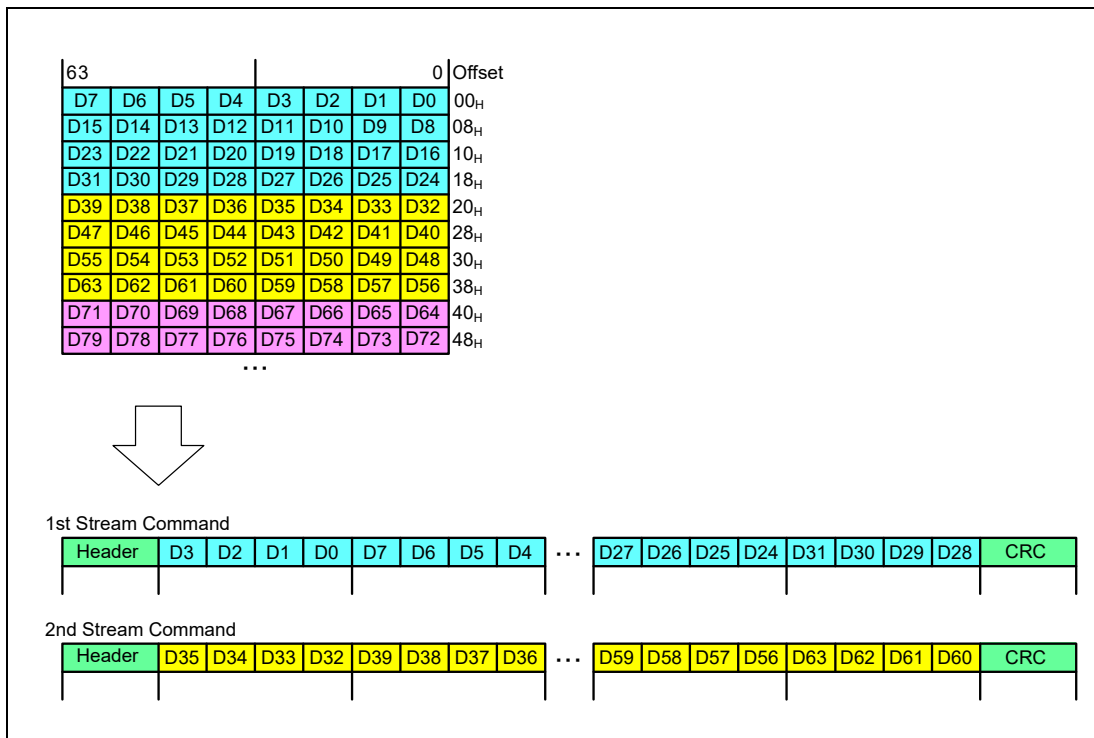 63 0 Offset
D7 D6 D5 D4 D3 D2 D1 D0 00H
D15 D14 D13 D12 D11 D10 D9 D8 08H
D23 D22 D21 D20 D19 D18 D17 D16 10H
D31 D30 D29 D28 D27 D26 D25 D24 18H
D39 D38 D37 D36 D35 D34 D33 D32 20H
D47 D46 D45 D44 D43 D42 D41 D40 28H
D55 D54 D53 D52 D51 D50 D49 D48 30H
D63 D62 D61 D60 D59 D58 D57 D56 38H
D71 D70 D69 D68 D67 D66 D65 D64 40H
D79 D78 D77 D76 D75 D74 D73 D72 48H
...
1st Stream Command
Header D3 D2 D1 D0 D7 D6 D5 D4 ... D27 D26 D25 D24 D31 D30 D29 D28 CRC
2nd Stream Command
Header D35 D34 D33 D32 D39 D38 D37 D36 ... D59 D58 D57 D56 D63 D62 D61 D60 CRC